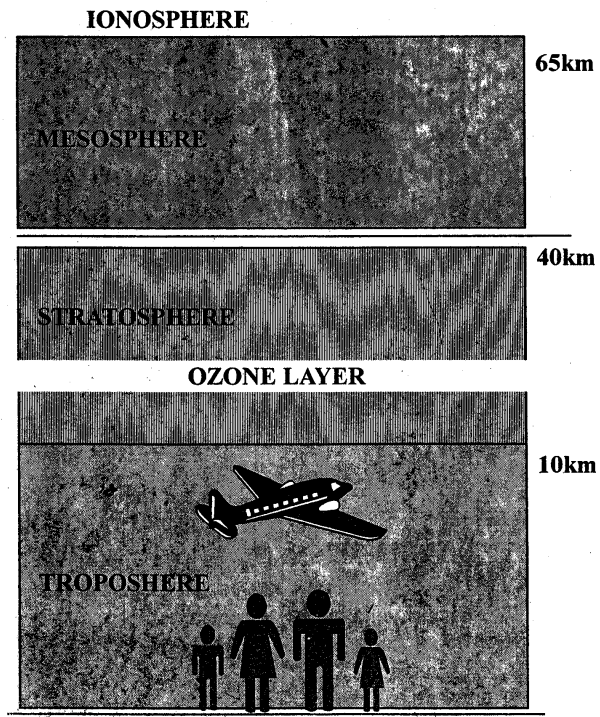 IONOSPHERE
65km
MESOSPHERE
40km
STRATOSPHERE
OZONE LAYER
10km
TROPOSHERE